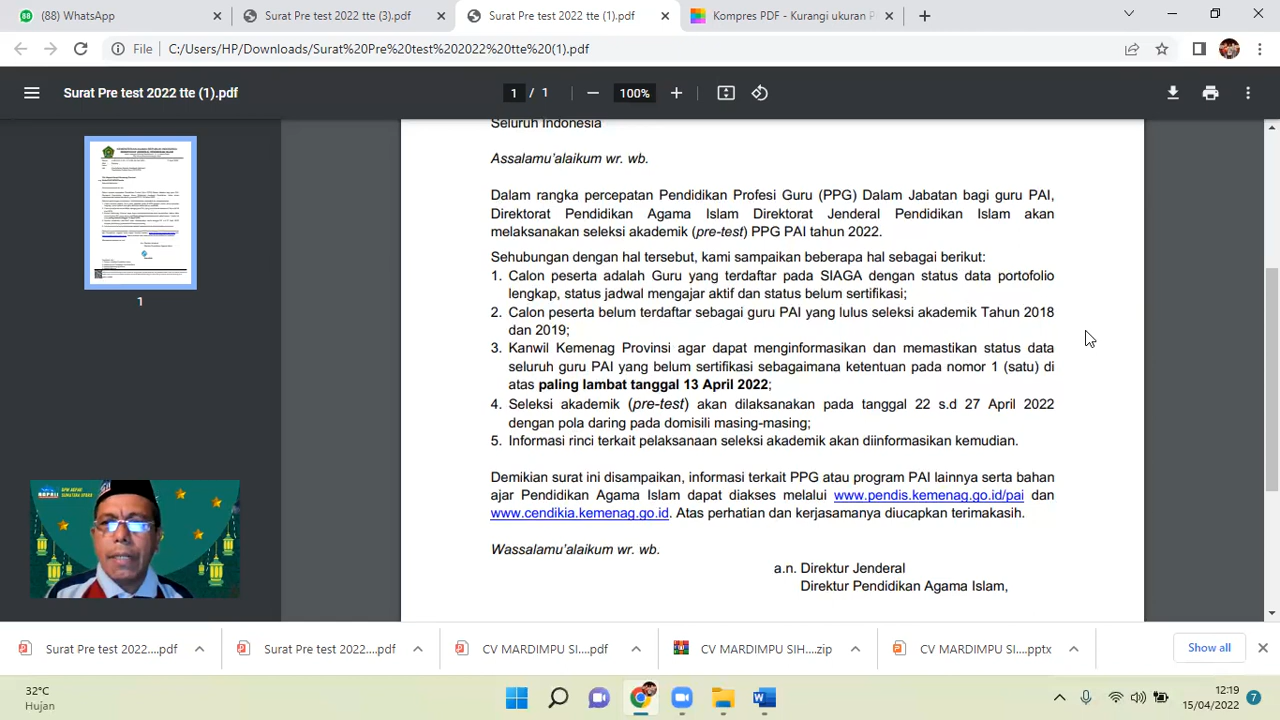 88
(88) WhatsApp
Surat Pre test 2022 tte (3).pdf
Surat Pre test 2022 tte (1).pdf
Kompres PDF - Kurangi ukuran P
File
C:/Users/HP/Downloads/Surat%20Pre%20test%202022%20tte%20(1).pdf
Surat Pre test 2022 tte (1).pdf
1 / 1
100%
Seluruh Indonesia
Assalamu'alaikum wr. wb.
Dalam rangka percepatan Pendidikan Profesi Guru (PPG) Dalam Jabatan bagi guru PAI,
Direktorat Pendidikan Agama Islam Direktorat Jenderal Pendidikan Islam akan
melaksanakan seleksi akademik (pre-test) PPG PAI tahun 2022.
Sehubungan dengan hal tersebut, kami sampaikan beberapa hal sebagai berikut:
1. Calon peserta adalah Guru yang terdaftar pada SIAGA dengan status data portofolio
lengkap, status jadwal mengajar aktif dan status belum sertifikasi;
2. Calon peserta belum terdaftar sebagai guru PAI yang lulus seleksi akademik Tahun 2018
dan 2019;
3. Kanwil Kemenag Provinsi agar dapat menginformasikan dan memastikan status data
seluruh guru PAI yang belum sertifikasi sebagaimana ketentuan pada nomor 1 (satu) di
atas paling lambat tanggal 13 April 2022;
4. Seleksi akademik (pre-test) akan dilaksanakan pada tanggal 22 s.d 27 April 2022
dengan pola daring pada domisili masing-masing;
5. Informasi rinci terkait pelaksanaan seleksi akademik akan diinformasikan kemudian.
Demikian surat ini disampaikan, informasi terkait PPG atau program PAI lainnya serta bahan
ajar Pendidikan Agama Islam dapat diakses melalui www.pendis.kemenag.go.id/pai dan
www.cendikia.kemenag.go.id. Atas perhatian dan kerjasamanya diucapkan terimakasih.
Wassalamu'alaikum wr. wb.
a.n. Direktur Jenderal
Direktur Pendidikan Agama Islam,
1
SUMATERA UTARA
Surat Pre test 2022....pdf
Surat Pre test 2022....pdf
CV MARDIMPU SI....pdf
CV MARDIMPU SIH....zip
CV MARDIMPU SI....pptx
Show all
32°C
Hujan
12:19
15/04/2022
7